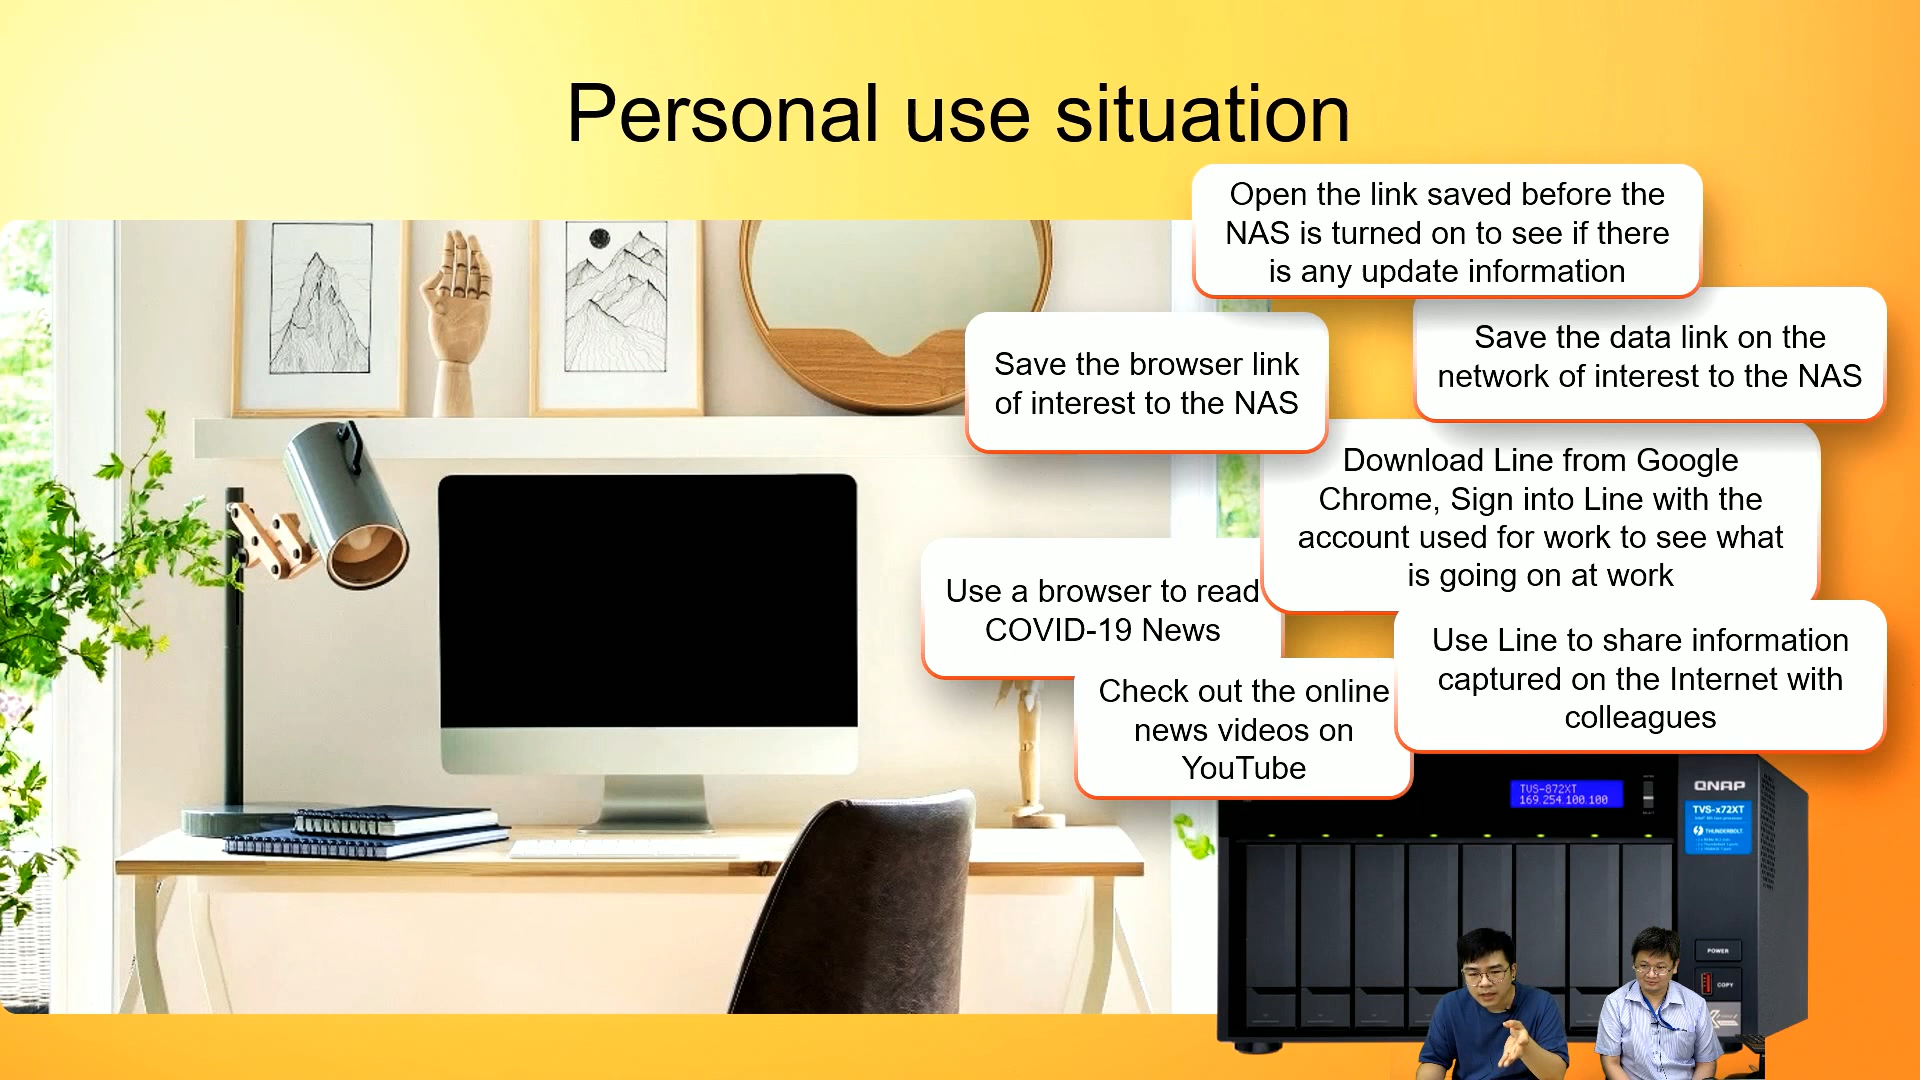 Personal use situation
Open the link saved before the
NAS is turned on to see if there
is any update information
Save the browser link
of interest to the NAS
Save the data link on the
network of interest to the NAS
Download Line from Google
Chrome, Sign into Line with the
account used for work to see what
is going on at work
Use a browser to read
COVID-19 News
Use Line to share information
captured on the Internet with
colleagues
Check out the online
news videos on
YouTube
TVS-872XT
169.254.100.100
QNAP
TVS-x72XT
THUNDERBOLT
POWER
COPY